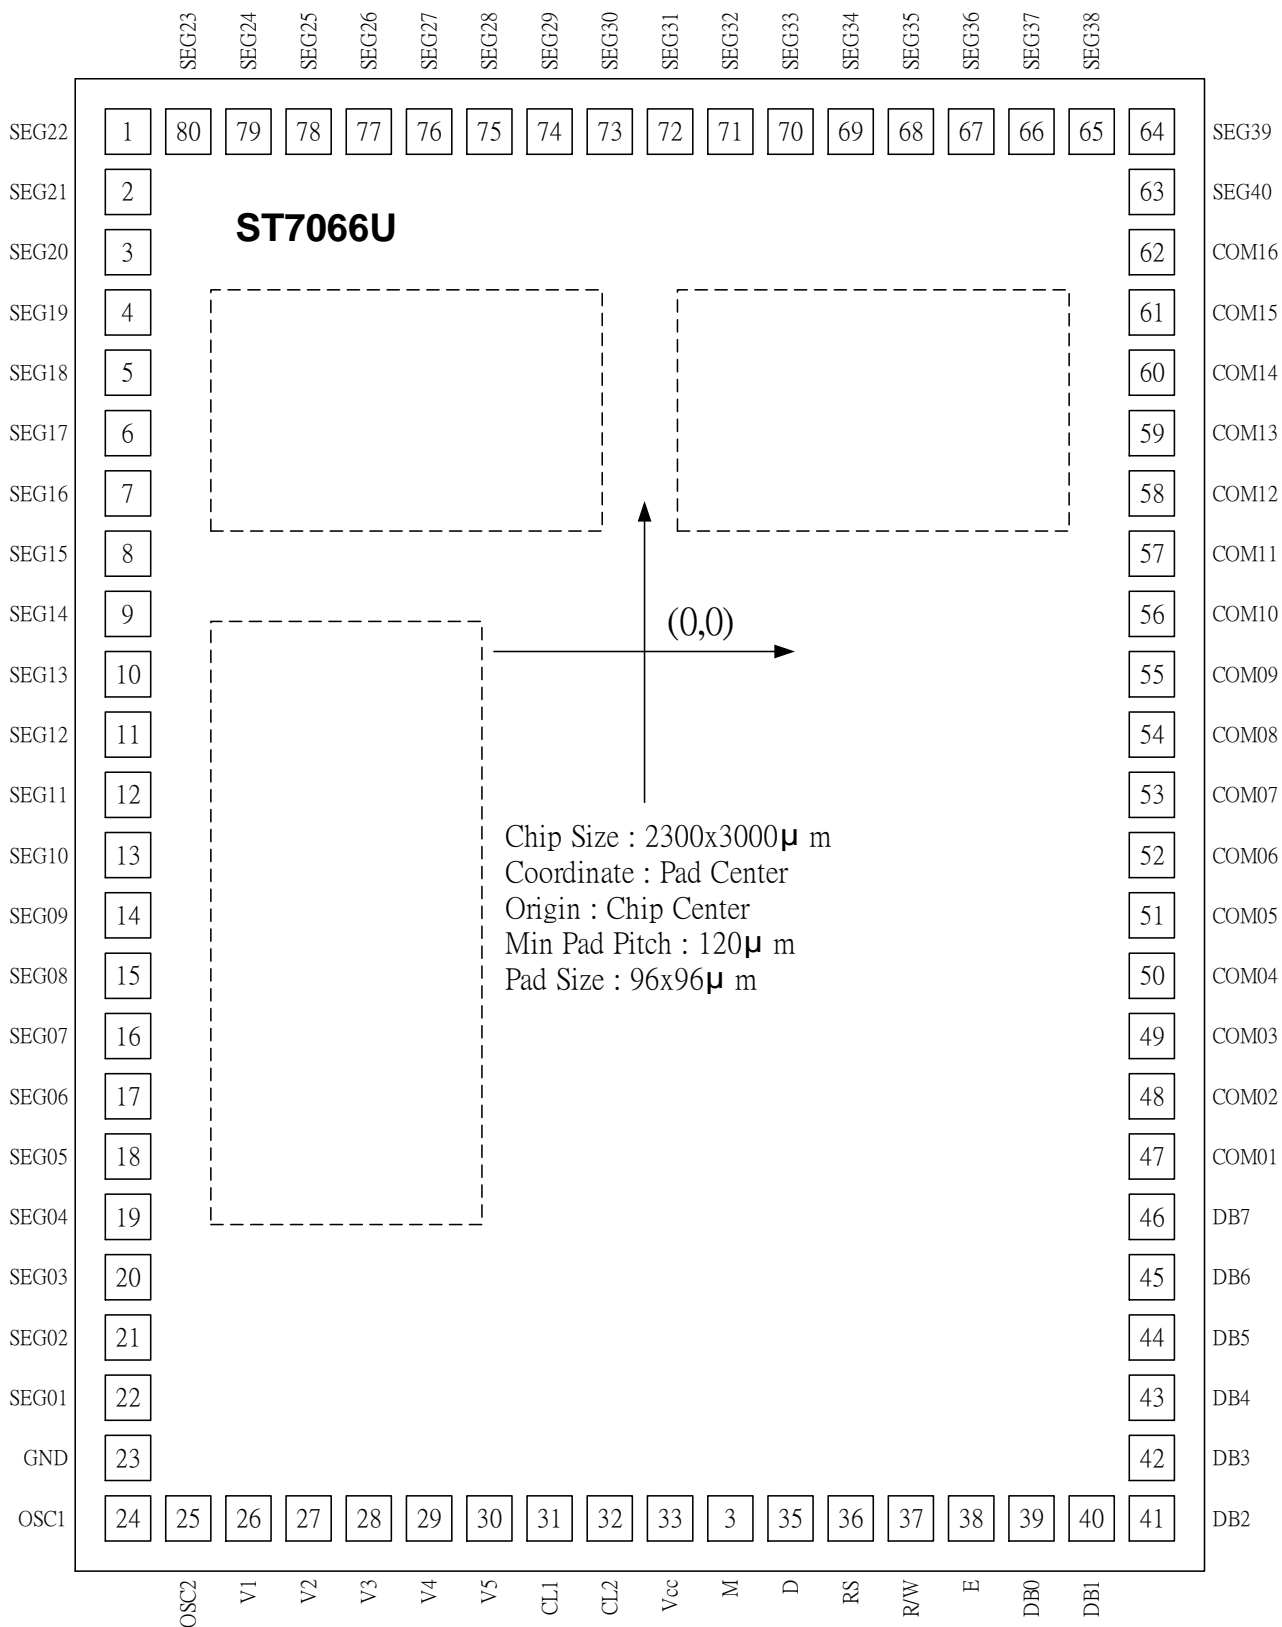 SEG23 SEG24 SEG25 SEG26 SEG27 SEG28 SEG29 SEG30 SEG31 SEG32 SEG33 SEG34 SEG35 SEG36 SEG37 SEG38
SEG22 1 80 79 78 77 76 75 74 73 72 71 70 69 68 67 66 65 64 SEG39
SEG21 2 63 SEG40
ST7066U
SEG20 3 62 COM16
SEG19 4 61 COM15
SEG18 5 60 COM14
SEG17 6 59 COM13
SEG16 7 58 COM12
SEG15 8 57 COM11
SEG14 9 56 COM10
(0,0)
SEG13 10 55 COM09
SEG12 11 54 COM08
SEG11 12 53 COM07
Chip Size : 2300x3000µ m
SEG10 13 52 COM06
Coordinate : Pad Center
Origin : Chip Center
SEG09 14 51 COM05
Min Pad Pitch : 120µ m
SEG08 15 50 COM04
Pad Size : 96x96µ m
SEG07 16 49 COM03
SEG06 17 48 COM02
SEG05 18 47 COM01
SEG04 19 46 DB7
SEG03 20 45 DB6
SEG02 21 44 DB5
SEG01 22 43 DB4
GND 23 42 DB3
OSC1 24 25 26 27 28 29 30 31 32 33 3 35 36 37 38 39 40 41 DB2
OSC2 V1 V2 V3 V4 V5 CL1 CL2 Vcc M D RS R/W E DB0 DB1